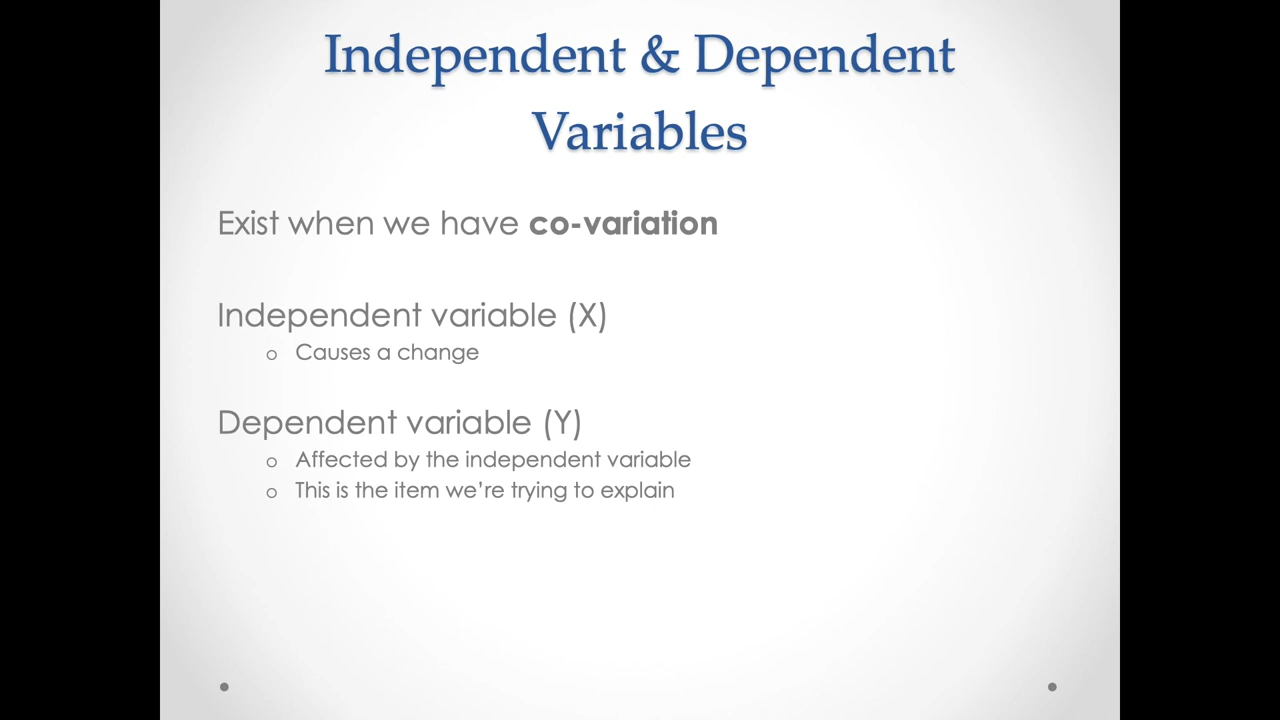 Independent & Dependent
Variables
Exist when we have co-variation
Independent variable (X)
o Causes a change
Dependent variable (Y)
o Affected by the independent variable
o This is the item we're trying to explain